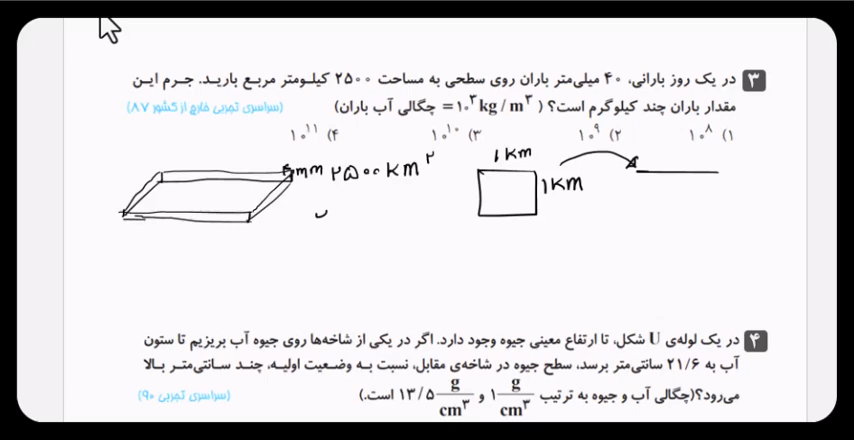 ۳ در یک روز بارانی، ۴۰ میلی‌متر باران روی سطحی به مساحت ۲۵۰۰ کیلومتر مربع بارید. جرم این
مقدار باران چند کیلوگرم است؟ (۱۰^۳ kg/m^۳ = چگالی آب باران) (سراسری تجربی خارج از کشور ۸۷)
۱) ۱۰^۸ ۲) ۱۰^۹ ۳) ۱۰^۱۰ ۴) ۱۰^۱۱
mm ۲۵۰۰ KM^۲
۱KM
۱KM
۴ در یک لوله‌ی U شکل، تا ارتفاع معینی جیوه وجود دارد. اگر در یکی از شاخه‌ها روی جیوه آب بریزیم تا ستون
آب به ۲۱/۶ سانتی‌متر برسد، سطح جیوه در شاخه‌ی مقابل، نسبت به وضعیت اولیه، چند سانتی‌متر بالا
می‌رود؟(چگالی آب و جیوه به ترتیب ۱ g/cm^۳ و ۱۳/۵ g/cm^۳ است.) (سراسری تجربی ۹۰)